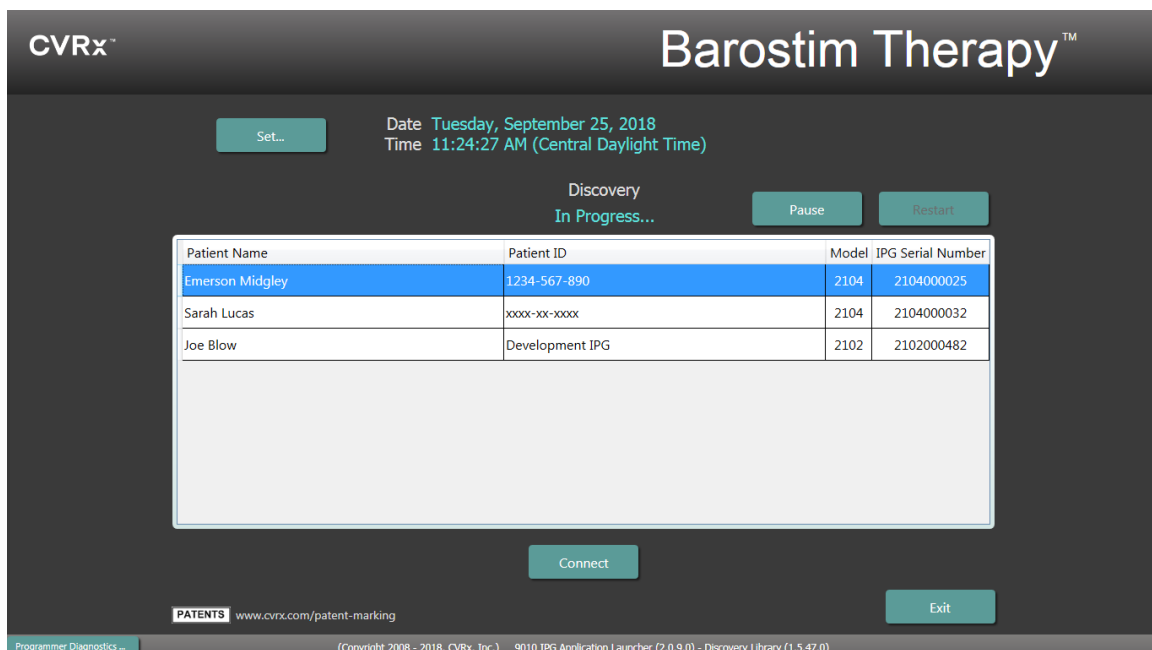 CVRx™
Barostim Therapy™
Set...
Date Tuesday, September 25, 2018
Time 11:24:27 AM (Central Daylight Time)
Discovery
In Progress...
Pause
Restart
Patient Name Patient ID Model IPG Serial Number
Emerson Midgley 1234-567-890 2104 2104000025
Sarah Lucas xxxx-xx-xxxx 2104 2104000032
Joe Blow Development IPG 2102 2102000482
Connect
PATENTS www.cvrx.com/patent-marking
Exit
Programmer Diagnostics ...
(Copyright 2008 - 2018, CVRx, Inc.) 9010 IPG Application Launcher (2.0.9.0) - Discovery Library (1.5.47.0)